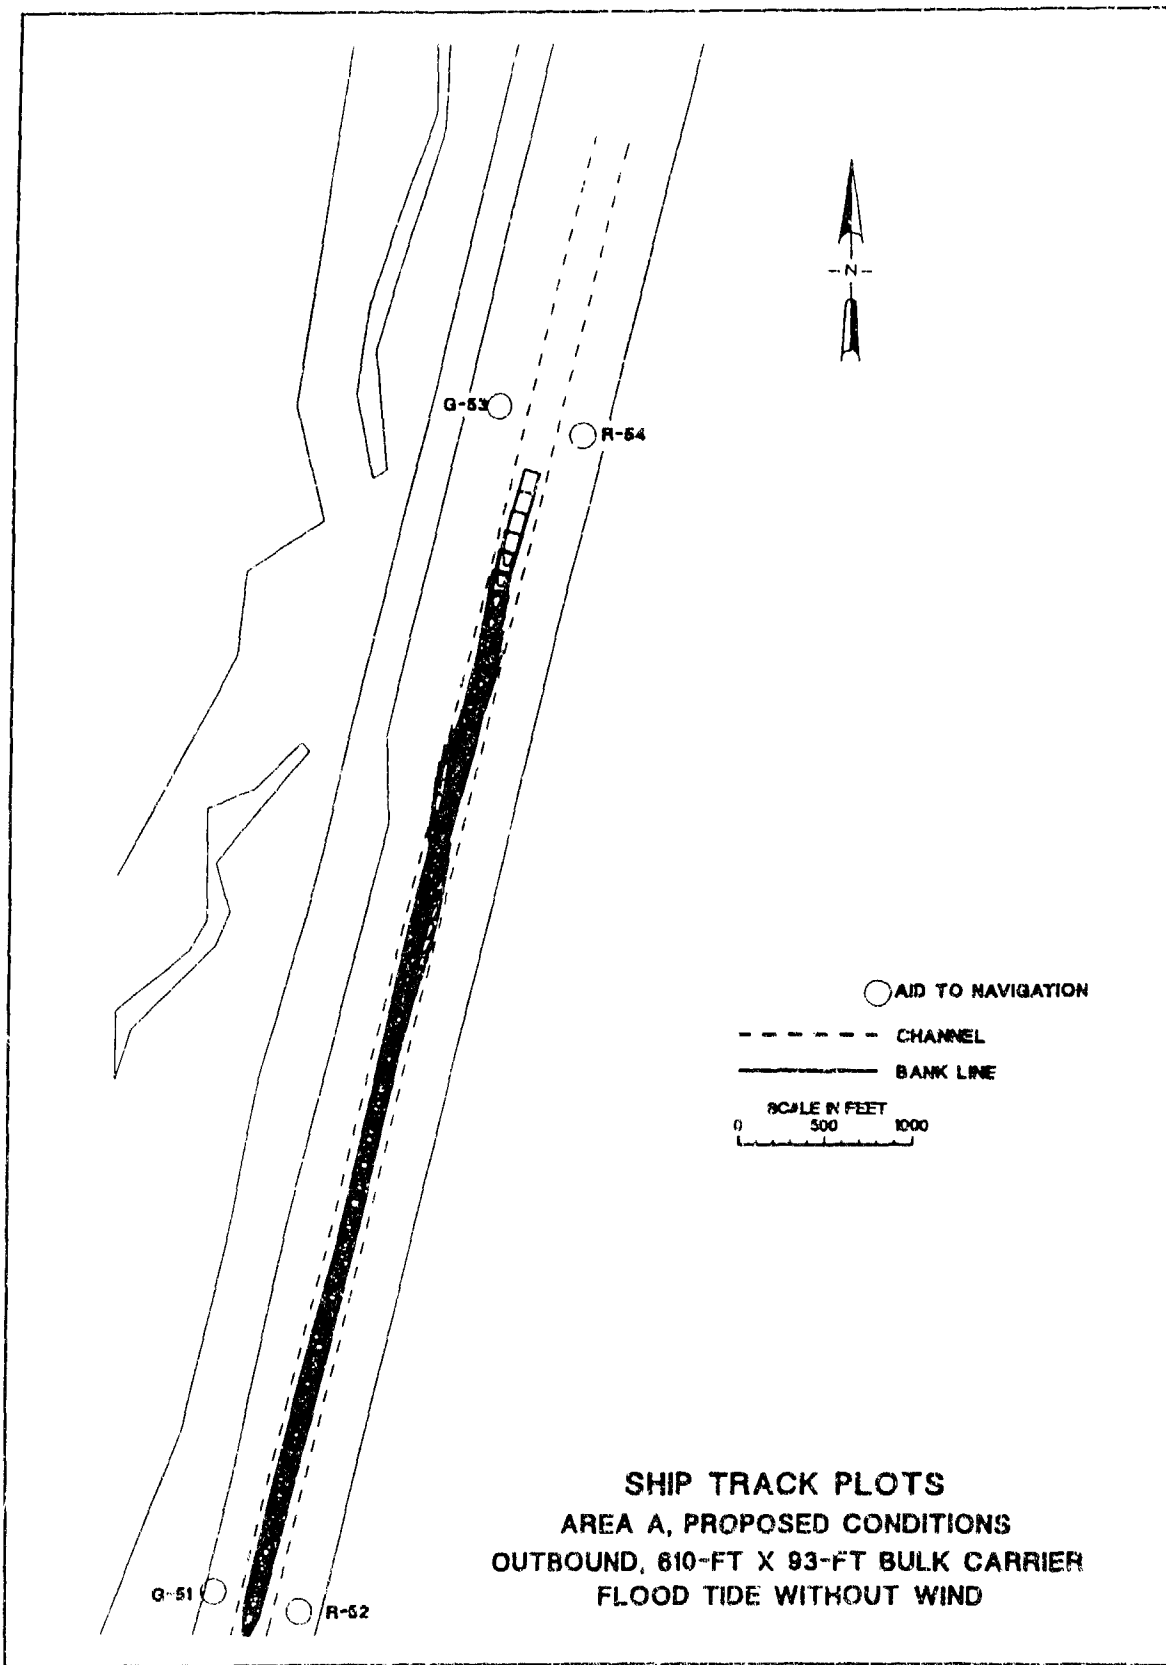 -N-
G-53
R-54
AID TO NAVIGATION
CHANNEL
BANK LINE
SCALE IN FEET
0 500 1000
SHIP TRACK PLOTS
AREA A, PROPOSED CONDITIONS
OUTBOUND, 610-FT X 93-FT BULK CARRIER
FLOOD TIDE WITHOUT WIND
G-51
R-52